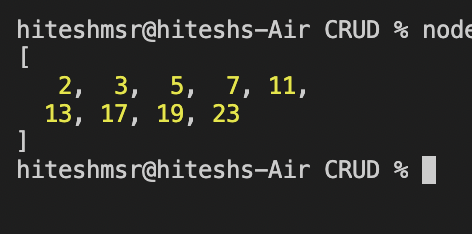 hiteshmsr@hiteshs-Air CRUD % node
[
   2,  3,  5,  7, 11,
  13, 17, 19, 23
]
hiteshmsr@hiteshs-Air CRUD %